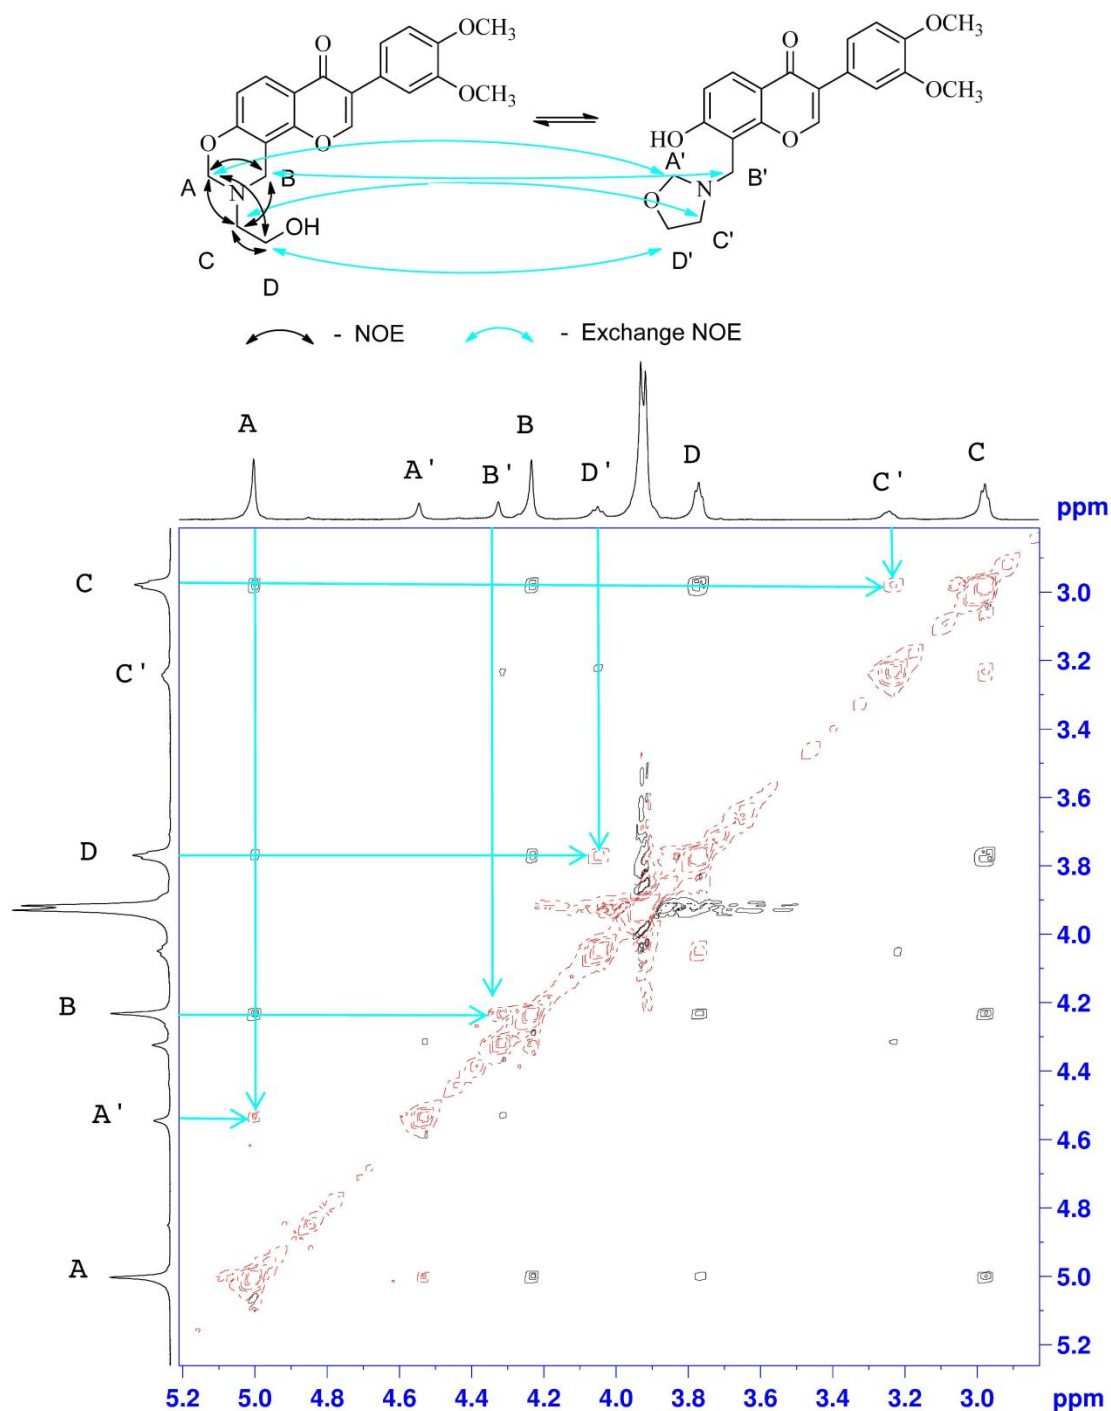 O OCH₃ O OCH₃
OCH₃ OCH₃
O O HO O
A N B A' N B'
OH O
C C'
D D'
- NOE - Exchange NOE
A A' B' B D' D C' C
ppm
C 3.0
C' 3.2
3.4
3.6
D 3.8
4.0
B 4.2
4.4
A' 4.6
4.8
A 5.0
5.2
5.2 5.0 4.8 4.6 4.4 4.2 4.0 3.8 3.6 3.4 3.2 3.0 ppm